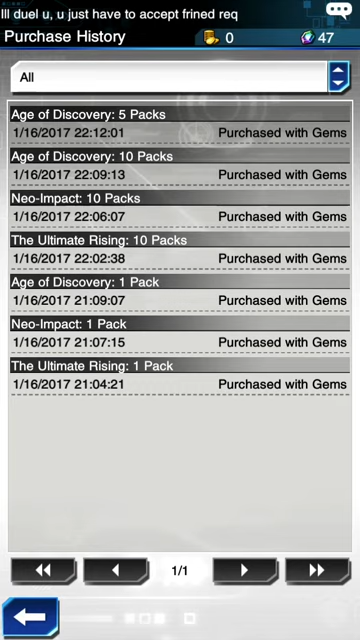 Ill duel u, u just have to accept frined req
Purchase History 0 47
All
Age of Discovery: 5 Packs
1/16/2017 22:12:01 Purchased with Gems
Age of Discovery: 10 Packs
1/16/2017 22:09:13 Purchased with Gems
Neo-Impact: 10 Packs
1/16/2017 22:06:07 Purchased with Gems
The Ultimate Rising: 10 Packs
1/16/2017 22:02:38 Purchased with Gems
Age of Discovery: 1 Pack
1/16/2017 21:09:07 Purchased with Gems
Neo-Impact: 1 Pack
1/16/2017 21:07:15 Purchased with Gems
The Ultimate Rising: 1 Pack
1/16/2017 21:04:21 Purchased with Gems
1/1